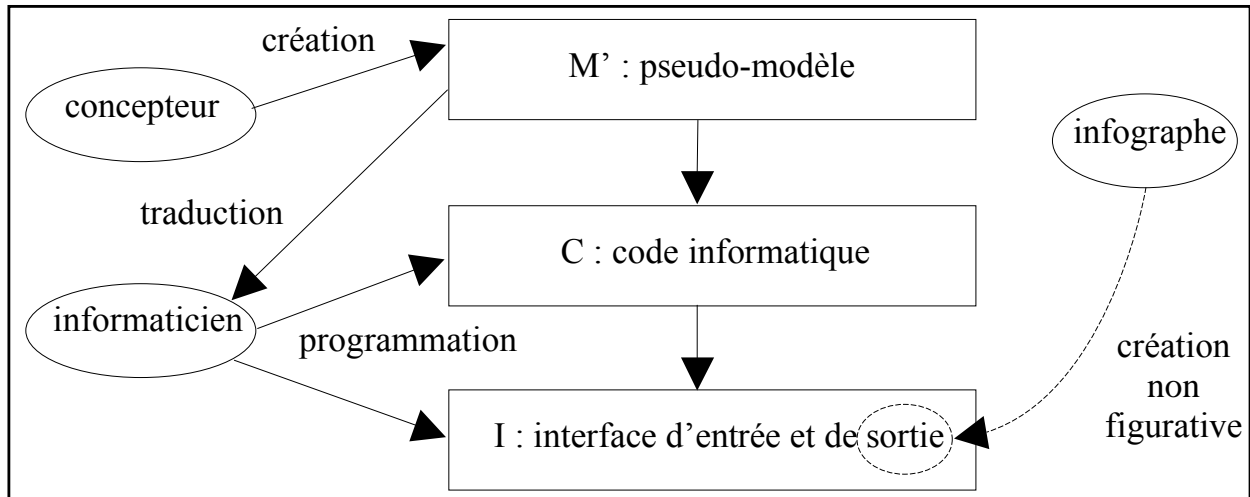 création
M’ : pseudo-modèle
concepteur
infographe
traduction
C : code informatique
informaticien
programmation
création
non
figurative
I : interface d’entrée et de sortie